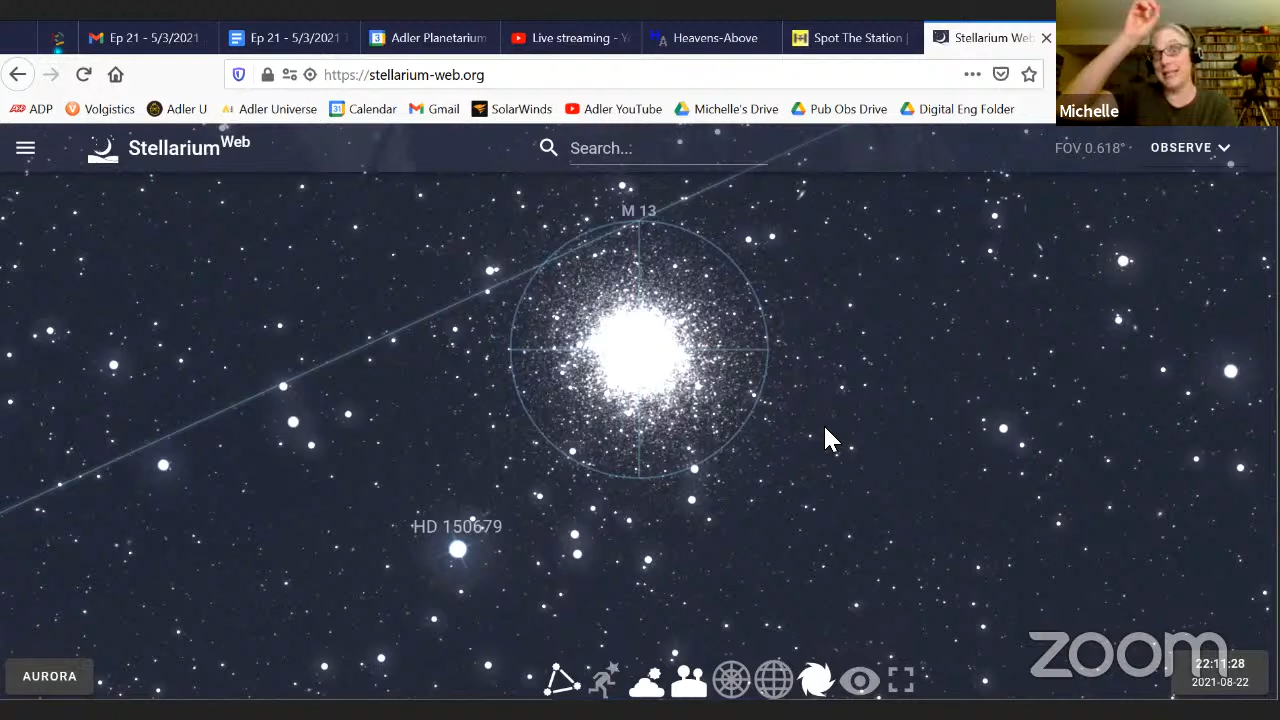 Ep 21 - 5/3/2021
Ep 21 - 5/3/2021
Adler Planetarium
Live streaming - Y
Heavens-Above
Spot The Station
Stellarium Web
https://stellarium-web.org
ADP
Volgistics
Adler U
Adler Universe
Calendar
Gmail
SolarWinds
Adler YouTube
Michelle's Drive
Pub Obs Drive
Digital Eng Folder
Michelle
StellariumWeb
Search...
FOV 0.618°
OBSERVE
M 13
HD 150679
AURORA
zoom
22:11:28
2021-08-22